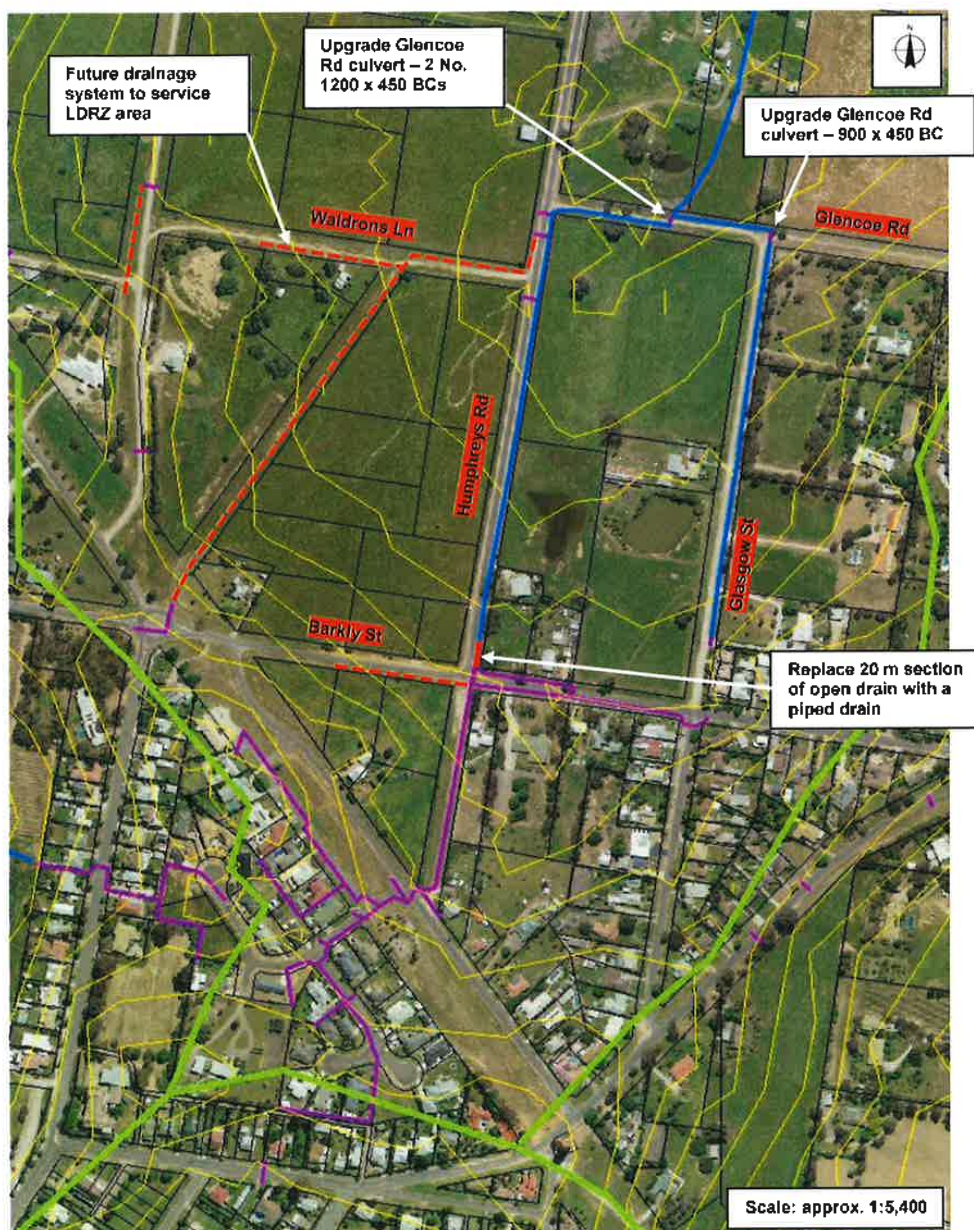 Upgrade Glencoe
Rd culvert – 2 No.
1200 x 450 BCs
Future drainage
system to service
LDRZ area
Upgrade Glencoe Rd
culvert – 900 x 450 BC
Waldrons Ln
Glencoe Rd
Humphreys Rd
Glasgow St
Barkly St
Replace 20 m section
of open drain with a
piped drain
Scale: approx. 1:5,400